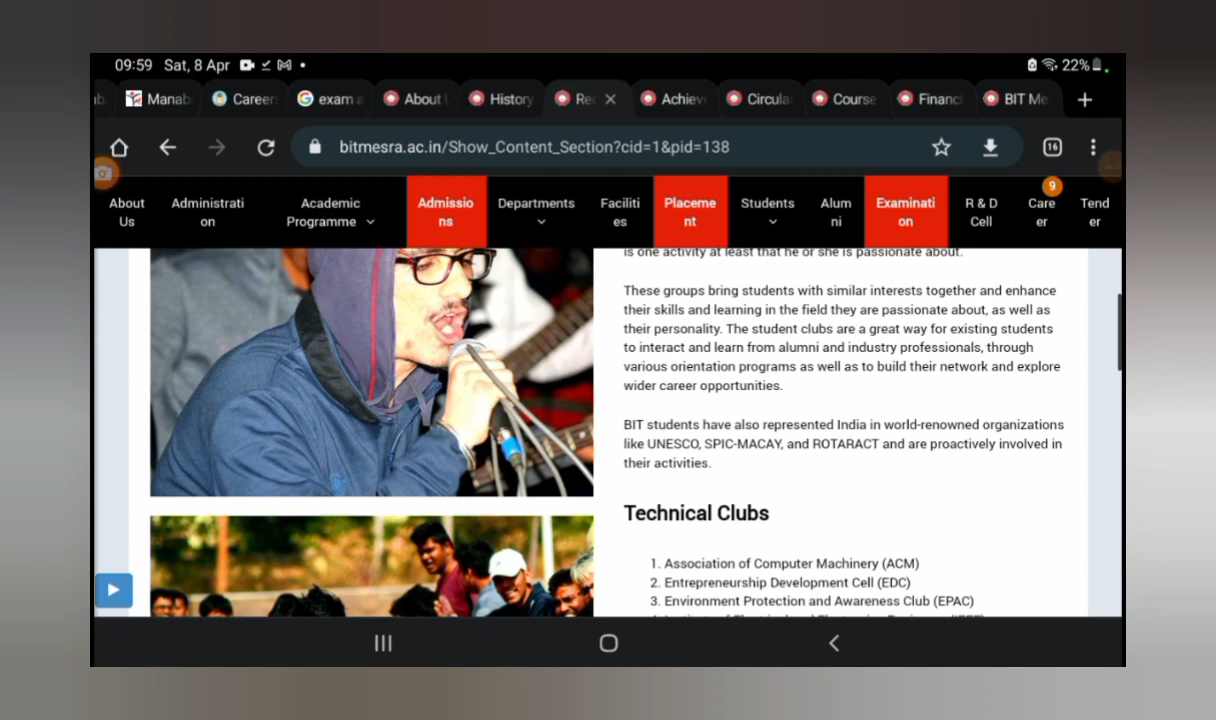 09:59 Sat, 8 Apr
22%
Manab
Career
exam a
About U
History
Rec
Achieve
Circula
Course
Financi
BIT Me
bitmesra.ac.in/Show_Content_Section?cid=1&pid=138
16
9
About
Us
Administrati
on
Academic
Programme
Admissio
ns
Departments
Faciliti
es
Placeme
nt
Students
Alum
ni
Examinati
on
R & D
Cell
Care
er
Tend
er
is one activity at least that he or she is passionate about.
These groups bring students with similar interests together and enhance
their skills and learning in the field they are passionate about, as well as
their personality. The student clubs are a great way for existing students
to interact and learn from alumni and industry professionals, through
various orientation programs as well as to build their network and explore
wider career opportunities.
BIT students have also represented India in world-renowned organizations
like UNESCO, SPIC-MACAY, and ROTARACT and are proactively involved in
their activities.
Technical Clubs
1. Association of Computer Machinery (ACM)
2. Entrepreneurship Development Cell (EDC)
3. Environment Protection and Awareness Club (EPAC)